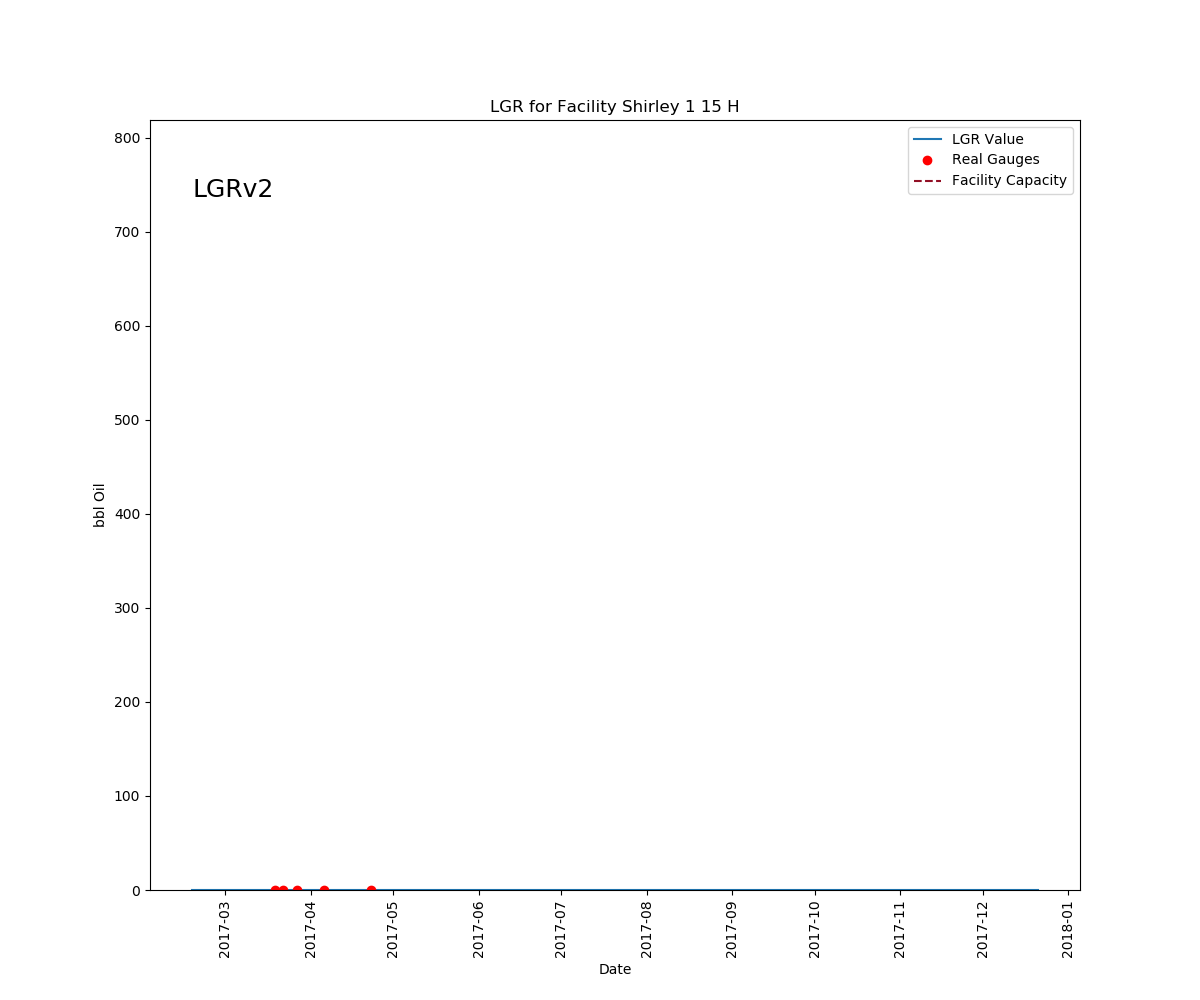 LGR for Facility Shirley 1 15 H
LGRv2
LGR Value
Real Gauges
Facility Capacity
800
700
600
500
400
300
200
100
0
bbl Oil
2017-03
2017-04
2017-05
2017-06
2017-07
2017-08
2017-09
2017-10
2017-11
2017-12
2018-01
Date